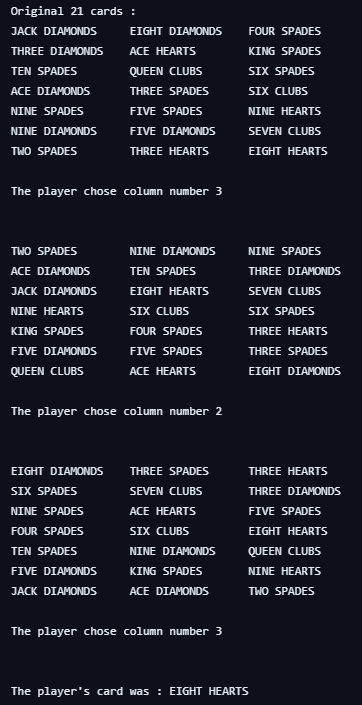 Original 21 cards :
JACK DIAMONDS EIGHT DIAMONDS FOUR SPADES
THREE DIAMONDS ACE HEARTS KING SPADES
TEN SPADES QUEEN CLUBS SIX SPADES
ACE DIAMONDS THREE SPADES SIX CLUBS
NINE SPADES FIVE SPADES NINE HEARTS
NINE DIAMONDS FIVE DIAMONDS SEVEN CLUBS
TWO SPADES THREE HEARTS EIGHT HEARTS
The player chose column number 3
TWO SPADES NINE DIAMONDS NINE SPADES
ACE DIAMONDS TEN SPADES THREE DIAMONDS
JACK DIAMONDS EIGHT HEARTS SEVEN CLUBS
NINE HEARTS SIX CLUBS SIX SPADES
KING SPADES FOUR SPADES THREE HEARTS
FIVE DIAMONDS FIVE SPADES THREE SPADES
QUEEN CLUBS ACE HEARTS EIGHT DIAMONDS
The player chose column number 2
EIGHT DIAMONDS THREE SPADES THREE HEARTS
SIX SPADES SEVEN CLUBS THREE DIAMONDS
NINE SPADES ACE HEARTS FIVE SPADES
FOUR SPADES SIX CLUBS EIGHT HEARTS
TEN SPADES NINE DIAMONDS QUEEN CLUBS
FIVE DIAMONDS KING SPADES NINE HEARTS
JACK DIAMONDS ACE DIAMONDS TWO SPADES
The player chose column number 3
The player's card was : EIGHT HEARTS